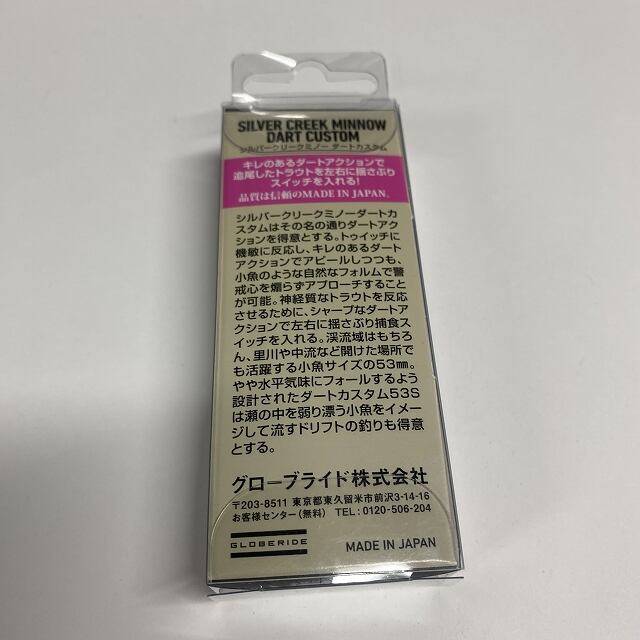 SILVER CREEK MINNOW
DART CUSTOM
シルバークリークミノー ダートカスタム
キレのあるダートアクションで
追尾したトラウトを左右に揺さぶり
スイッチを入れる!
品質は信頼のMADE IN JAPAN.
シルバークリークミノーダートカ
スタムはその名の通りダートアク
ションを得意とする。トゥイッチに
機敏に反応し、キレのあるダート
アクションでアピールしつつも、
小魚のような自然なフォルムで警
戒心を煽らずアプローチすること
が可能。神経質なトラウトを反応
させるために、シャープなダートア
クションで左右に揺さぶり捕食ス
イッチを入れる。渓流域はもちろ
ん、里川や中流など開けた場所で
も活躍する小魚サイズの53mm。
やや水平気味にフォールするよう
設計されたダートカスタム53S
は瀬の中を弱り漂う小魚をイメー
ジして流すドリフトの釣りも得意
とする。
グローブライド株式会社
〒203-8511 東京都東久留米市前沢3-14-16
お客様センター(無料) TEL:0120-506-204
GLOBERIDE
MADE IN JAPAN